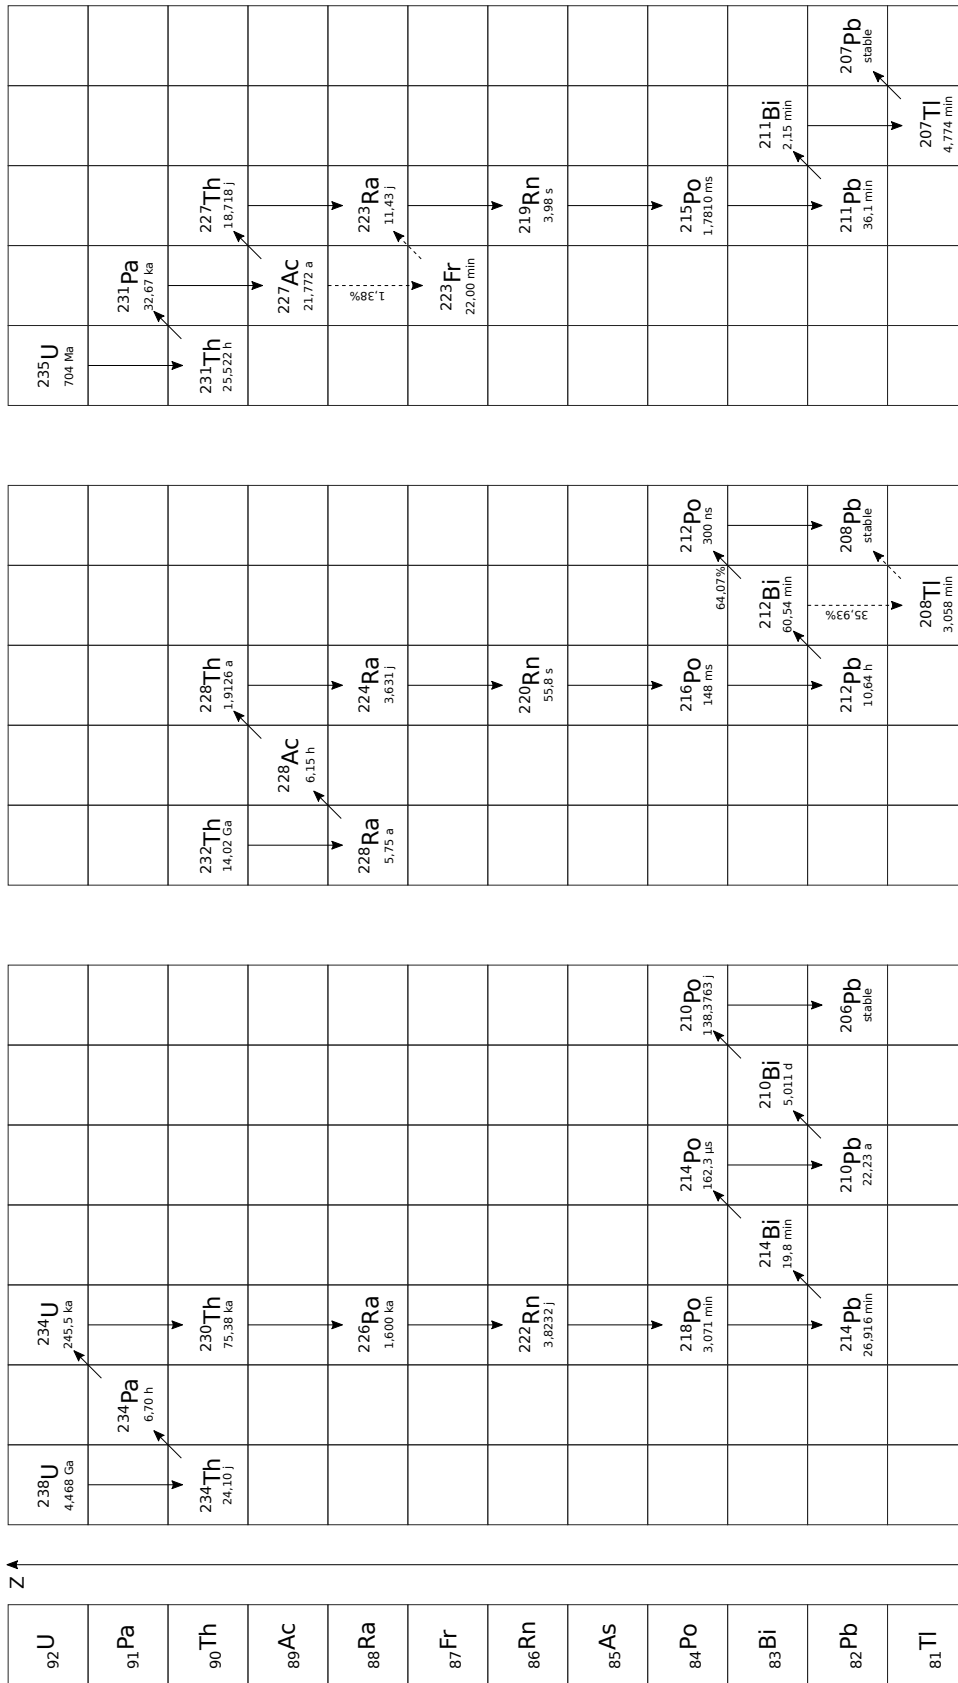 92U
91Pa
90Th
89Ac
88Ra
87Fr
86Rn
85As
84Po
83Bi
82Pb
81Tl
Z
238U
4,468 Ga
234U
245,5 ka
234Pa
6,70 h
234Th
24,10 j
230Th
75,38 ka
226Ra
1,600 ka
222Rn
3,8232 j
218Po
3,071 min
214Po
162,3 µs
210Po
138,3763 j
214Bi
19,8 min
210Bi
5,011 d
214Pb
26,916 min
210Pb
22,23 a
206Pb
stable
232Th
14,02 Ga
228Th
1,9126 a
228Ac
6,15 h
228Ra
5,75 a
224Ra
3,631 j
220Rn
55,8 s
216Po
148 ms
212Po
300 ns
64,07%
212Bi
60,54 min
35,93%
212Pb
10,64 h
208Pb
stable
208Tl
3,058 min
235U
704 Ma
231Pa
32,67 ka
231Th
25,522 h
227Th
18,718 j
227Ac
21,772 a
1,38%
223Ra
11,43 j
223Fr
22,00 min
219Rn
3,98 s
215Po
1,7810 ms
211Bi
2,15 min
211Pb
36,1 min
207Pb
stable
207Tl
4,774 min